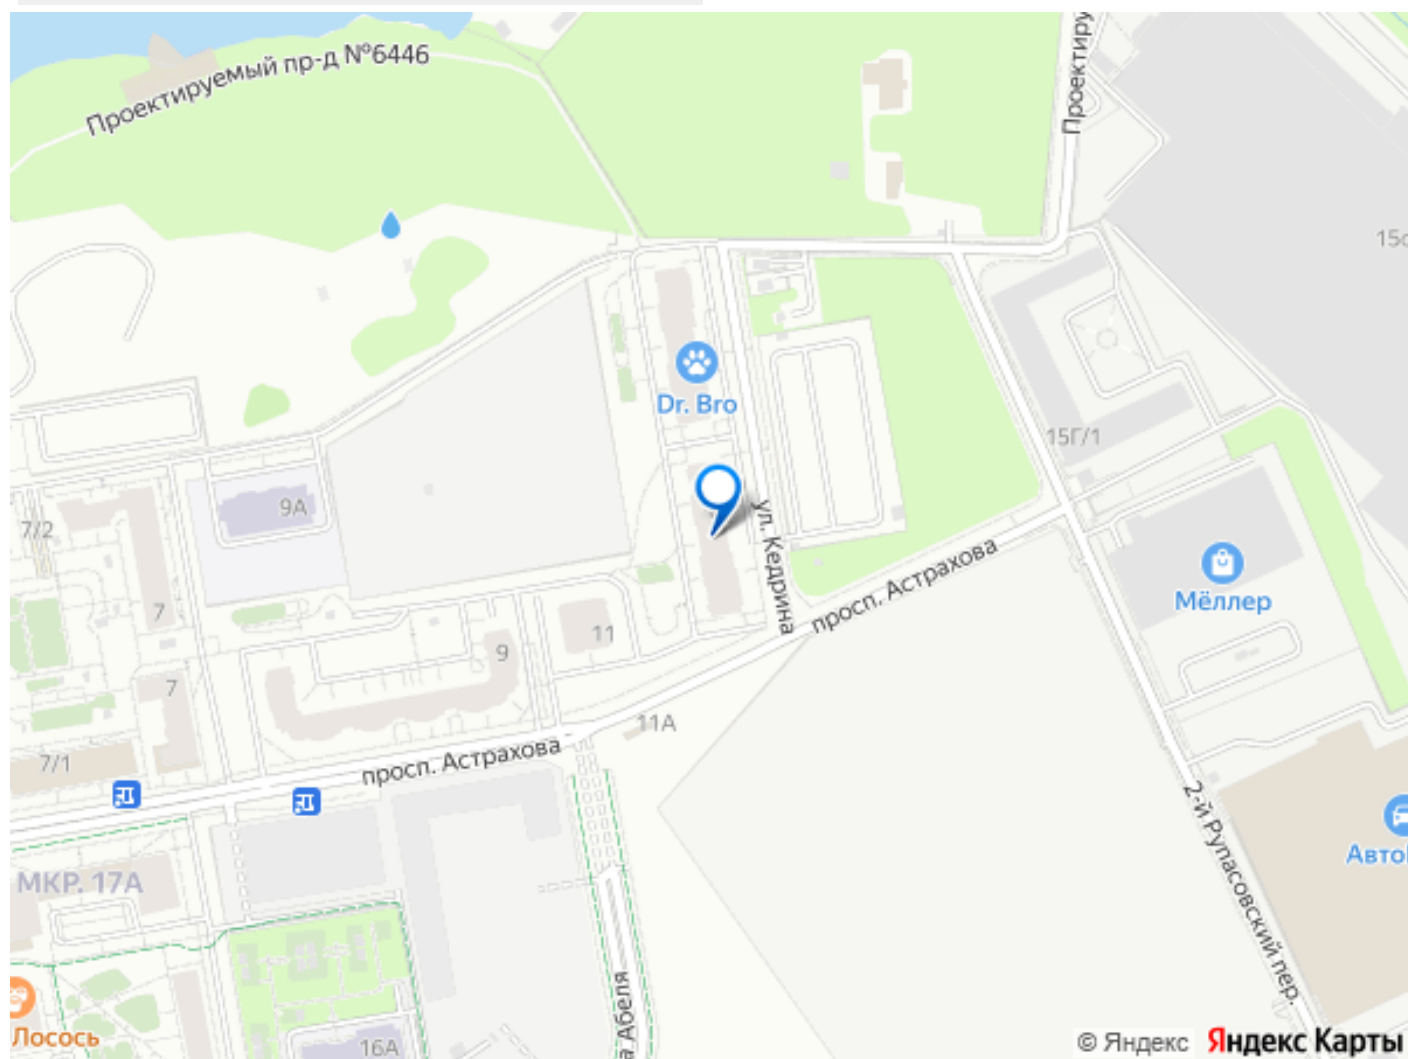 Проектируемый пр-д №6446
Проектиру
15с
Dr. Bro
15Г/1
9А
7/2
ул. Кедрина
просп. Астрахова
Мёллер
7
11
9
7
11А
7/1
просп. Астрахова
2-й Рупасовский пер.
Авто
МКР. 17А
а Абеля
Лосось
16А
© Яндекс Яндекс Карты